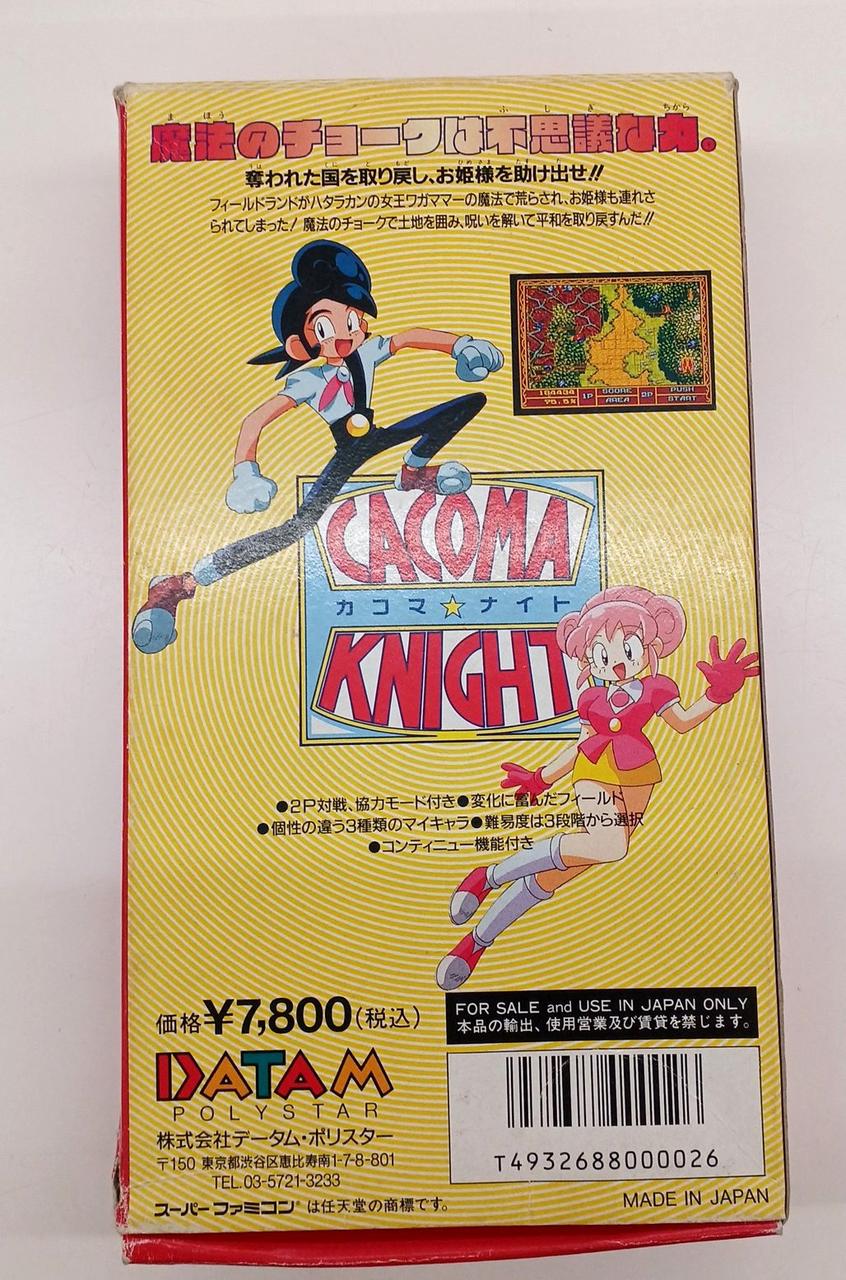 魔法のチョークは不思議な力。
奪われた国を取り戻し、お姫様を助け出せ!!
フィールドランドがハタラカンの女王ワガママーの魔法で荒らされ、お姫様も連れさ
られてしまった!魔法のチョークで土地を囲み、呪いを解いて平和を取り戻すんだ!!
184434 1P SCORE 2P PUSH
75.5% AREA START
CACOMA
カコマ☆ナイト
KNIGHT
●2P対戦、協力モード付き●変化に富んだフィールド
●個性の違う3種類のマイキャラ●難易度は3段階から選択
●コンティニュー機能付き
価格¥7,800(税込)
FOR SALE and USE IN JAPAN ONLY
本品の輸出、使用営業及び賃貸を禁じます。
DATAM
POLYSTAR
株式会社データム・ポリスター
〒150 東京都渋谷区恵比寿南1-7-8-801
TEL.03-5721-3233
T4932688000026
スーパーファミコン®は任天堂の商標です。
MADE IN JAPAN